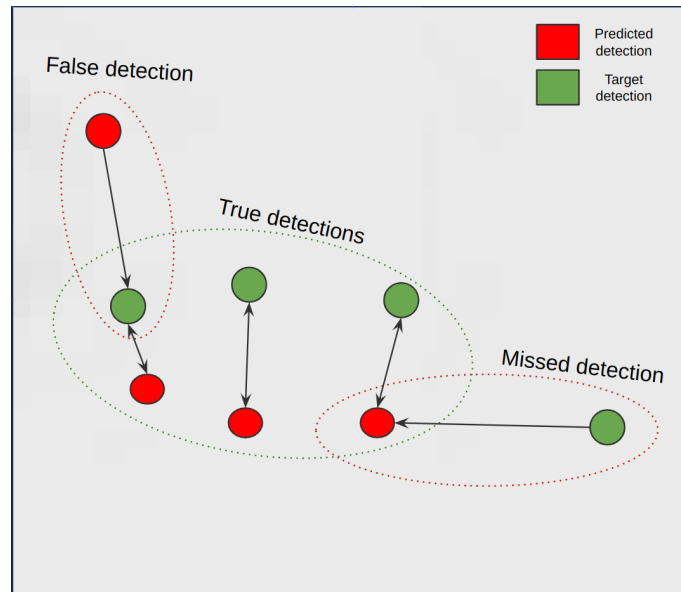 Predicted
detection
False detection
Target
detection
True detections
Missed detection